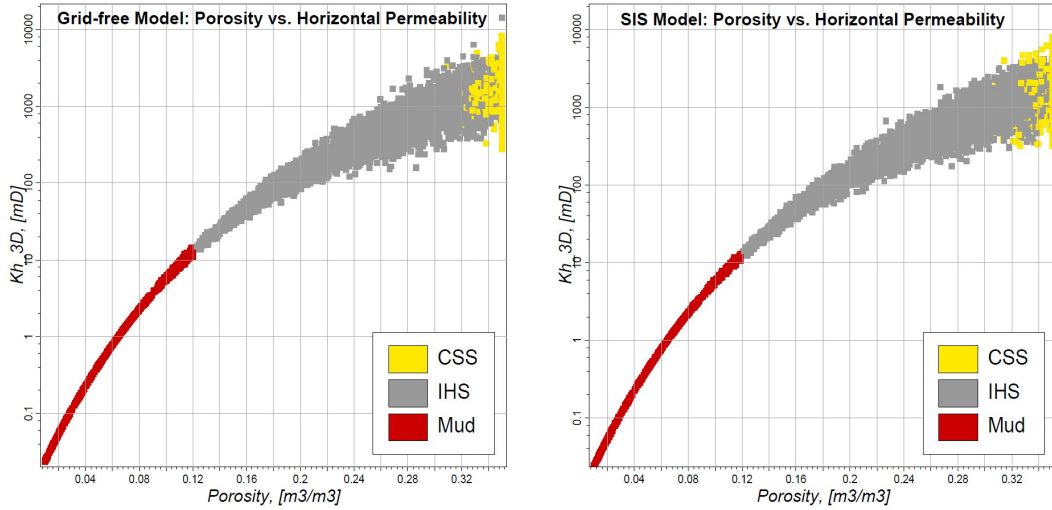 Grid-free Model: Porosity vs. Horizontal Permeability
Kh_3D, [mD]
10000
1000
100
10
1
0.1
CSS
IHS
Mud
0.04 0.08 0.12 0.16 0.2 0.24 0.28 0.32
Porosity, [m3/m3]
SIS Model: Porosity vs. Horizontal Permeability
Kh_3D, [mD]
10000
1000
100
10
1
0.1
CSS
IHS
Mud
0.04 0.08 0.12 0.16 0.2 0.24 0.28 0.32
Porosity, [m3/m3]